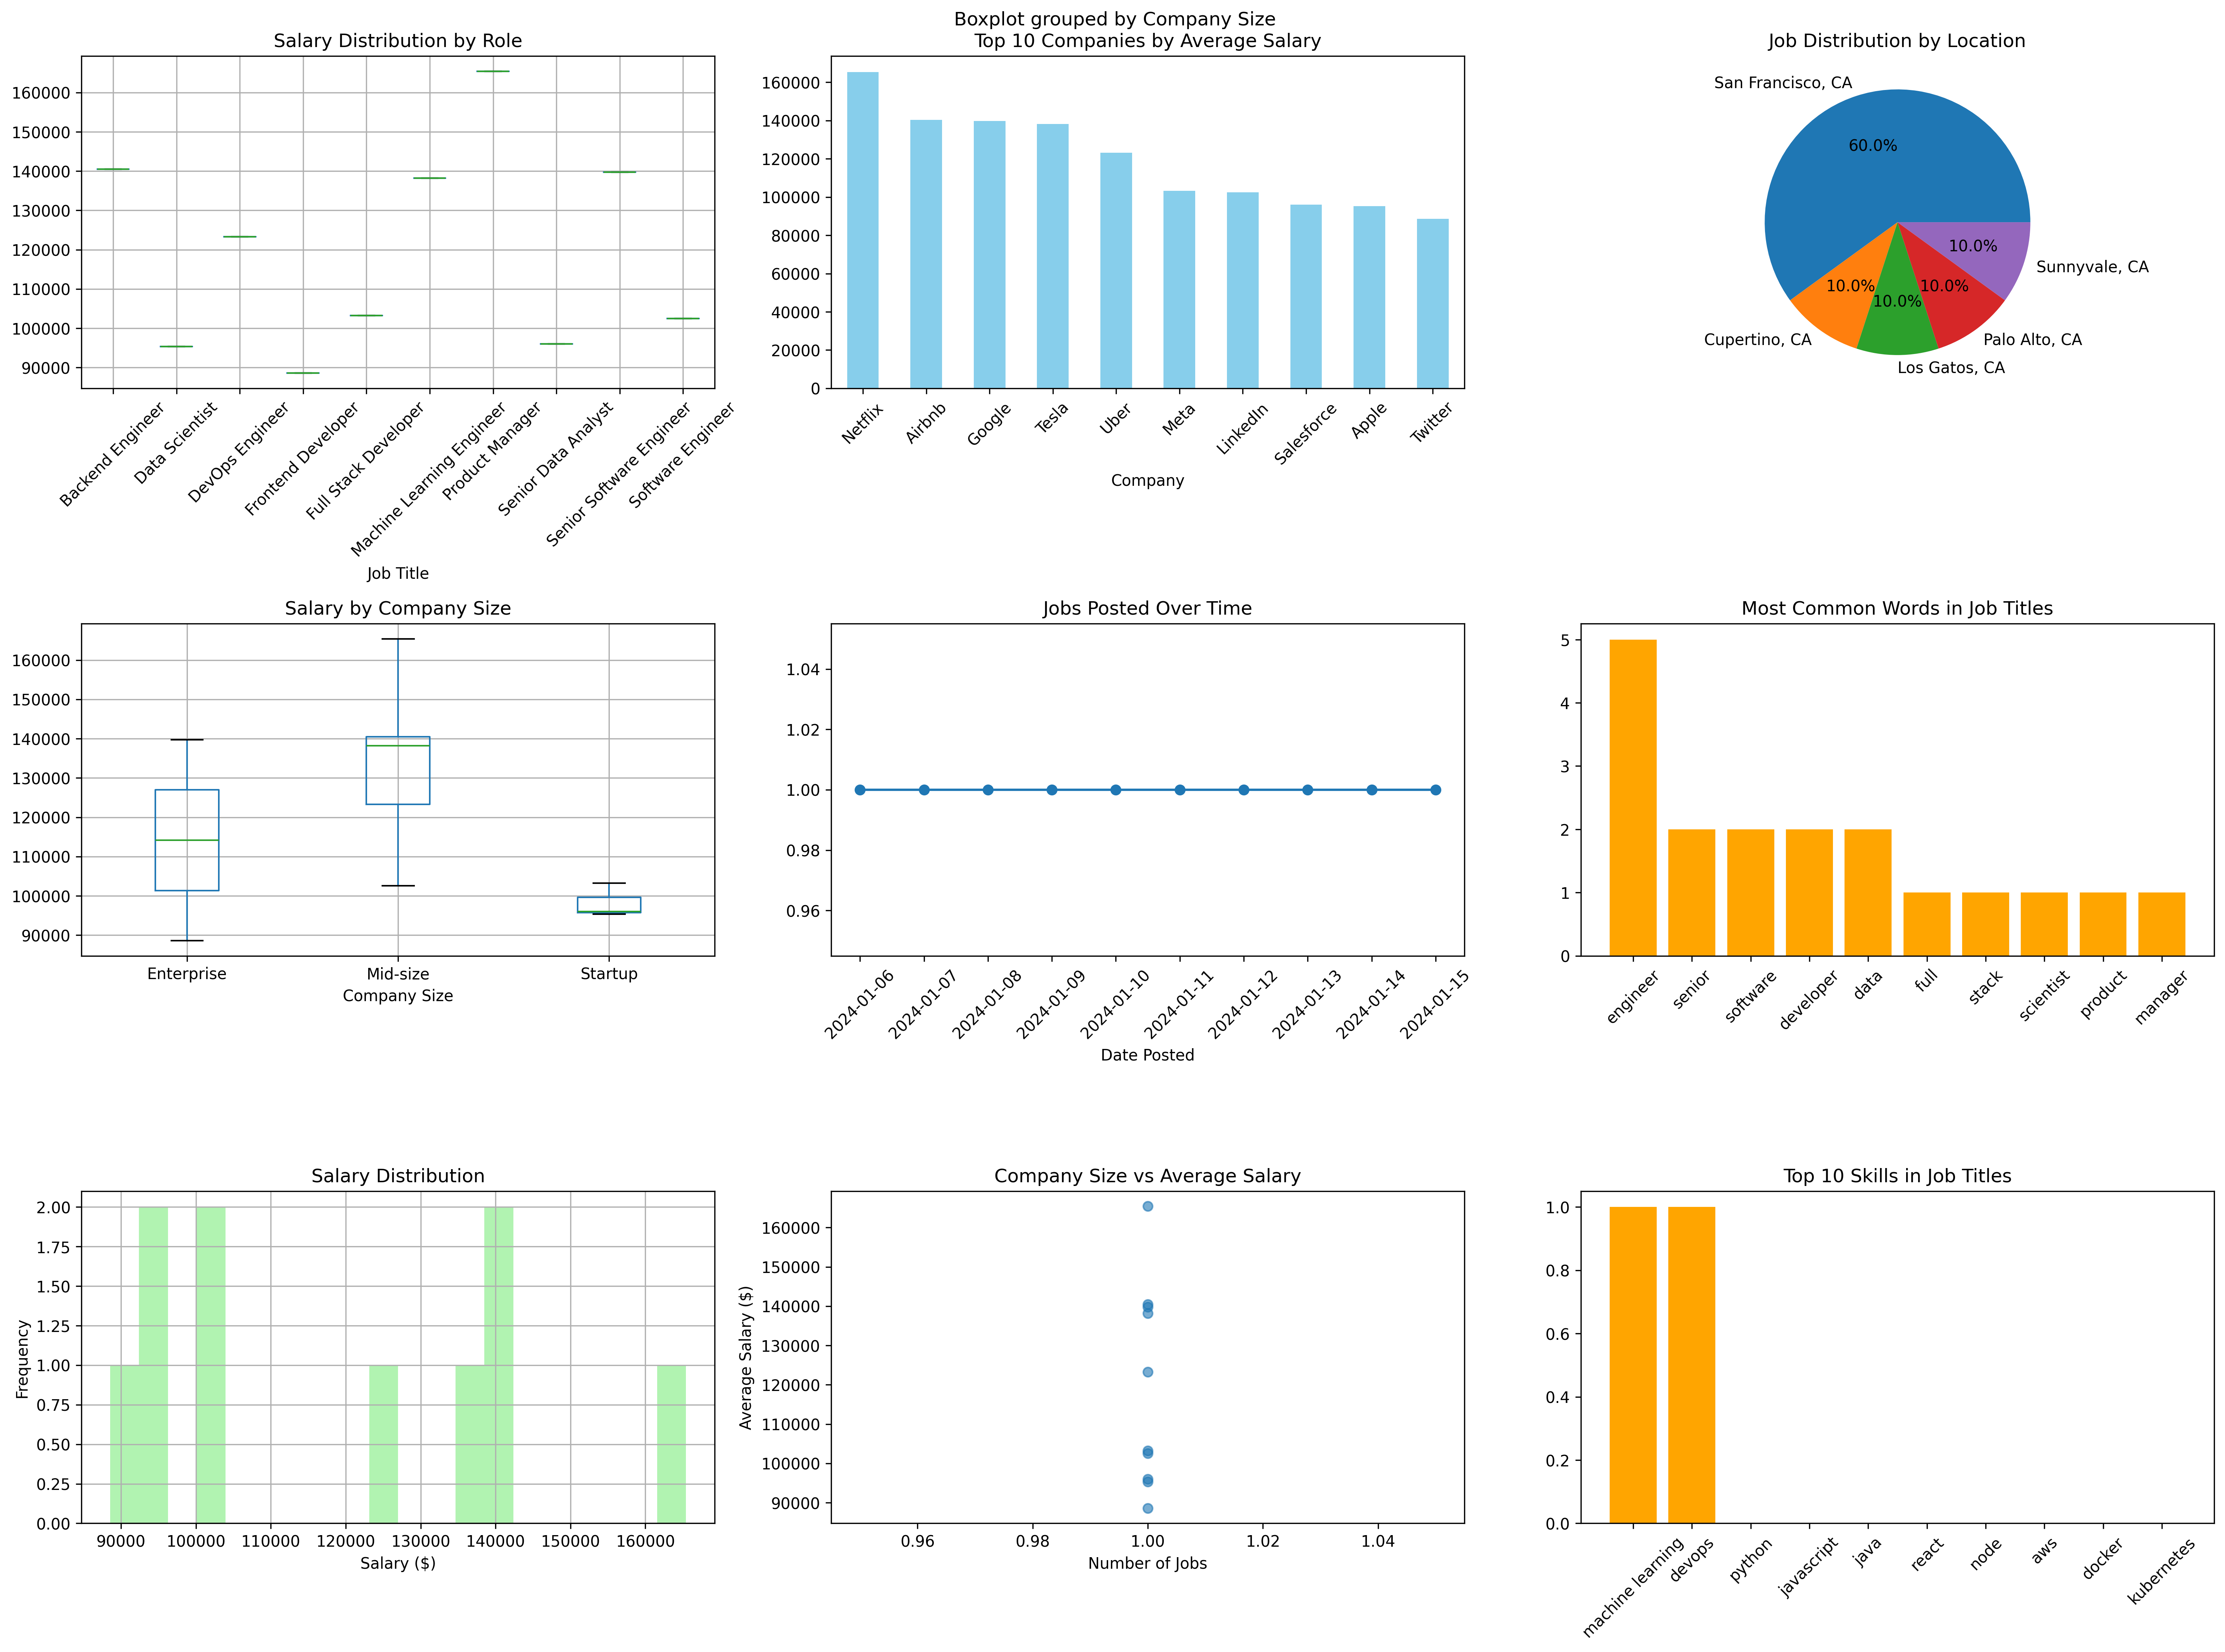 Boxplot grouped by Company Size
Salary Distribution by Role
160000
150000
140000
130000
120000
110000
100000
90000
Backend Engineer
Data Scientist
DevOps Engineer
Frontend Developer
Full Stack Developer
Machine Learning Engineer
Product Manager
Senior Data Analyst
Senior Software Engineer
Software Engineer
Job Title
Top 10 Companies by Average Salary
160000
140000
120000
100000
80000
60000
40000
20000
0
Netflix
Airbnb
Google
Tesla
Uber
Meta
LinkedIn
Salesforce
Apple
Twitter
Company
Job Distribution by Location
San Francisco, CA
60.0%
Cupertino, CA
10.0%
Los Gatos, CA
10.0%
Palo Alto, CA
10.0%
Sunnyvale, CA
10.0%
Salary by Company Size
160000
150000
140000
130000
120000
110000
100000
90000
Enterprise
Mid-size
Startup
Company Size
Jobs Posted Over Time
1.04
1.02
1.00
0.98
0.96
2024-01-06
2024-01-07
2024-01-08
2024-01-09
2024-01-10
2024-01-11
2024-01-12
2024-01-13
2024-01-14
2024-01-15
Date Posted
Most Common Words in Job Titles
5
4
3
2
1
0
engineer
senior
software
developer
data
full
stack
scientist
product
manager
Salary Distribution
Frequency
2.00
1.75
1.50
1.25
1.00
0.75
0.50
0.25
0.00
90000
100000
110000
120000
130000
140000
150000
160000
Salary ($)
Company Size vs Average Salary
Average Salary ($)
160000
150000
140000
130000
120000
110000
100000
90000
0.96
0.98
1.00
1.02
1.04
Number of Jobs
Top 10 Skills in Job Titles
1.0
0.8
0.6
0.4
0.2
0.0
machine learning
devops
python
javascript
java
react
node
aws
docker
kubernetes